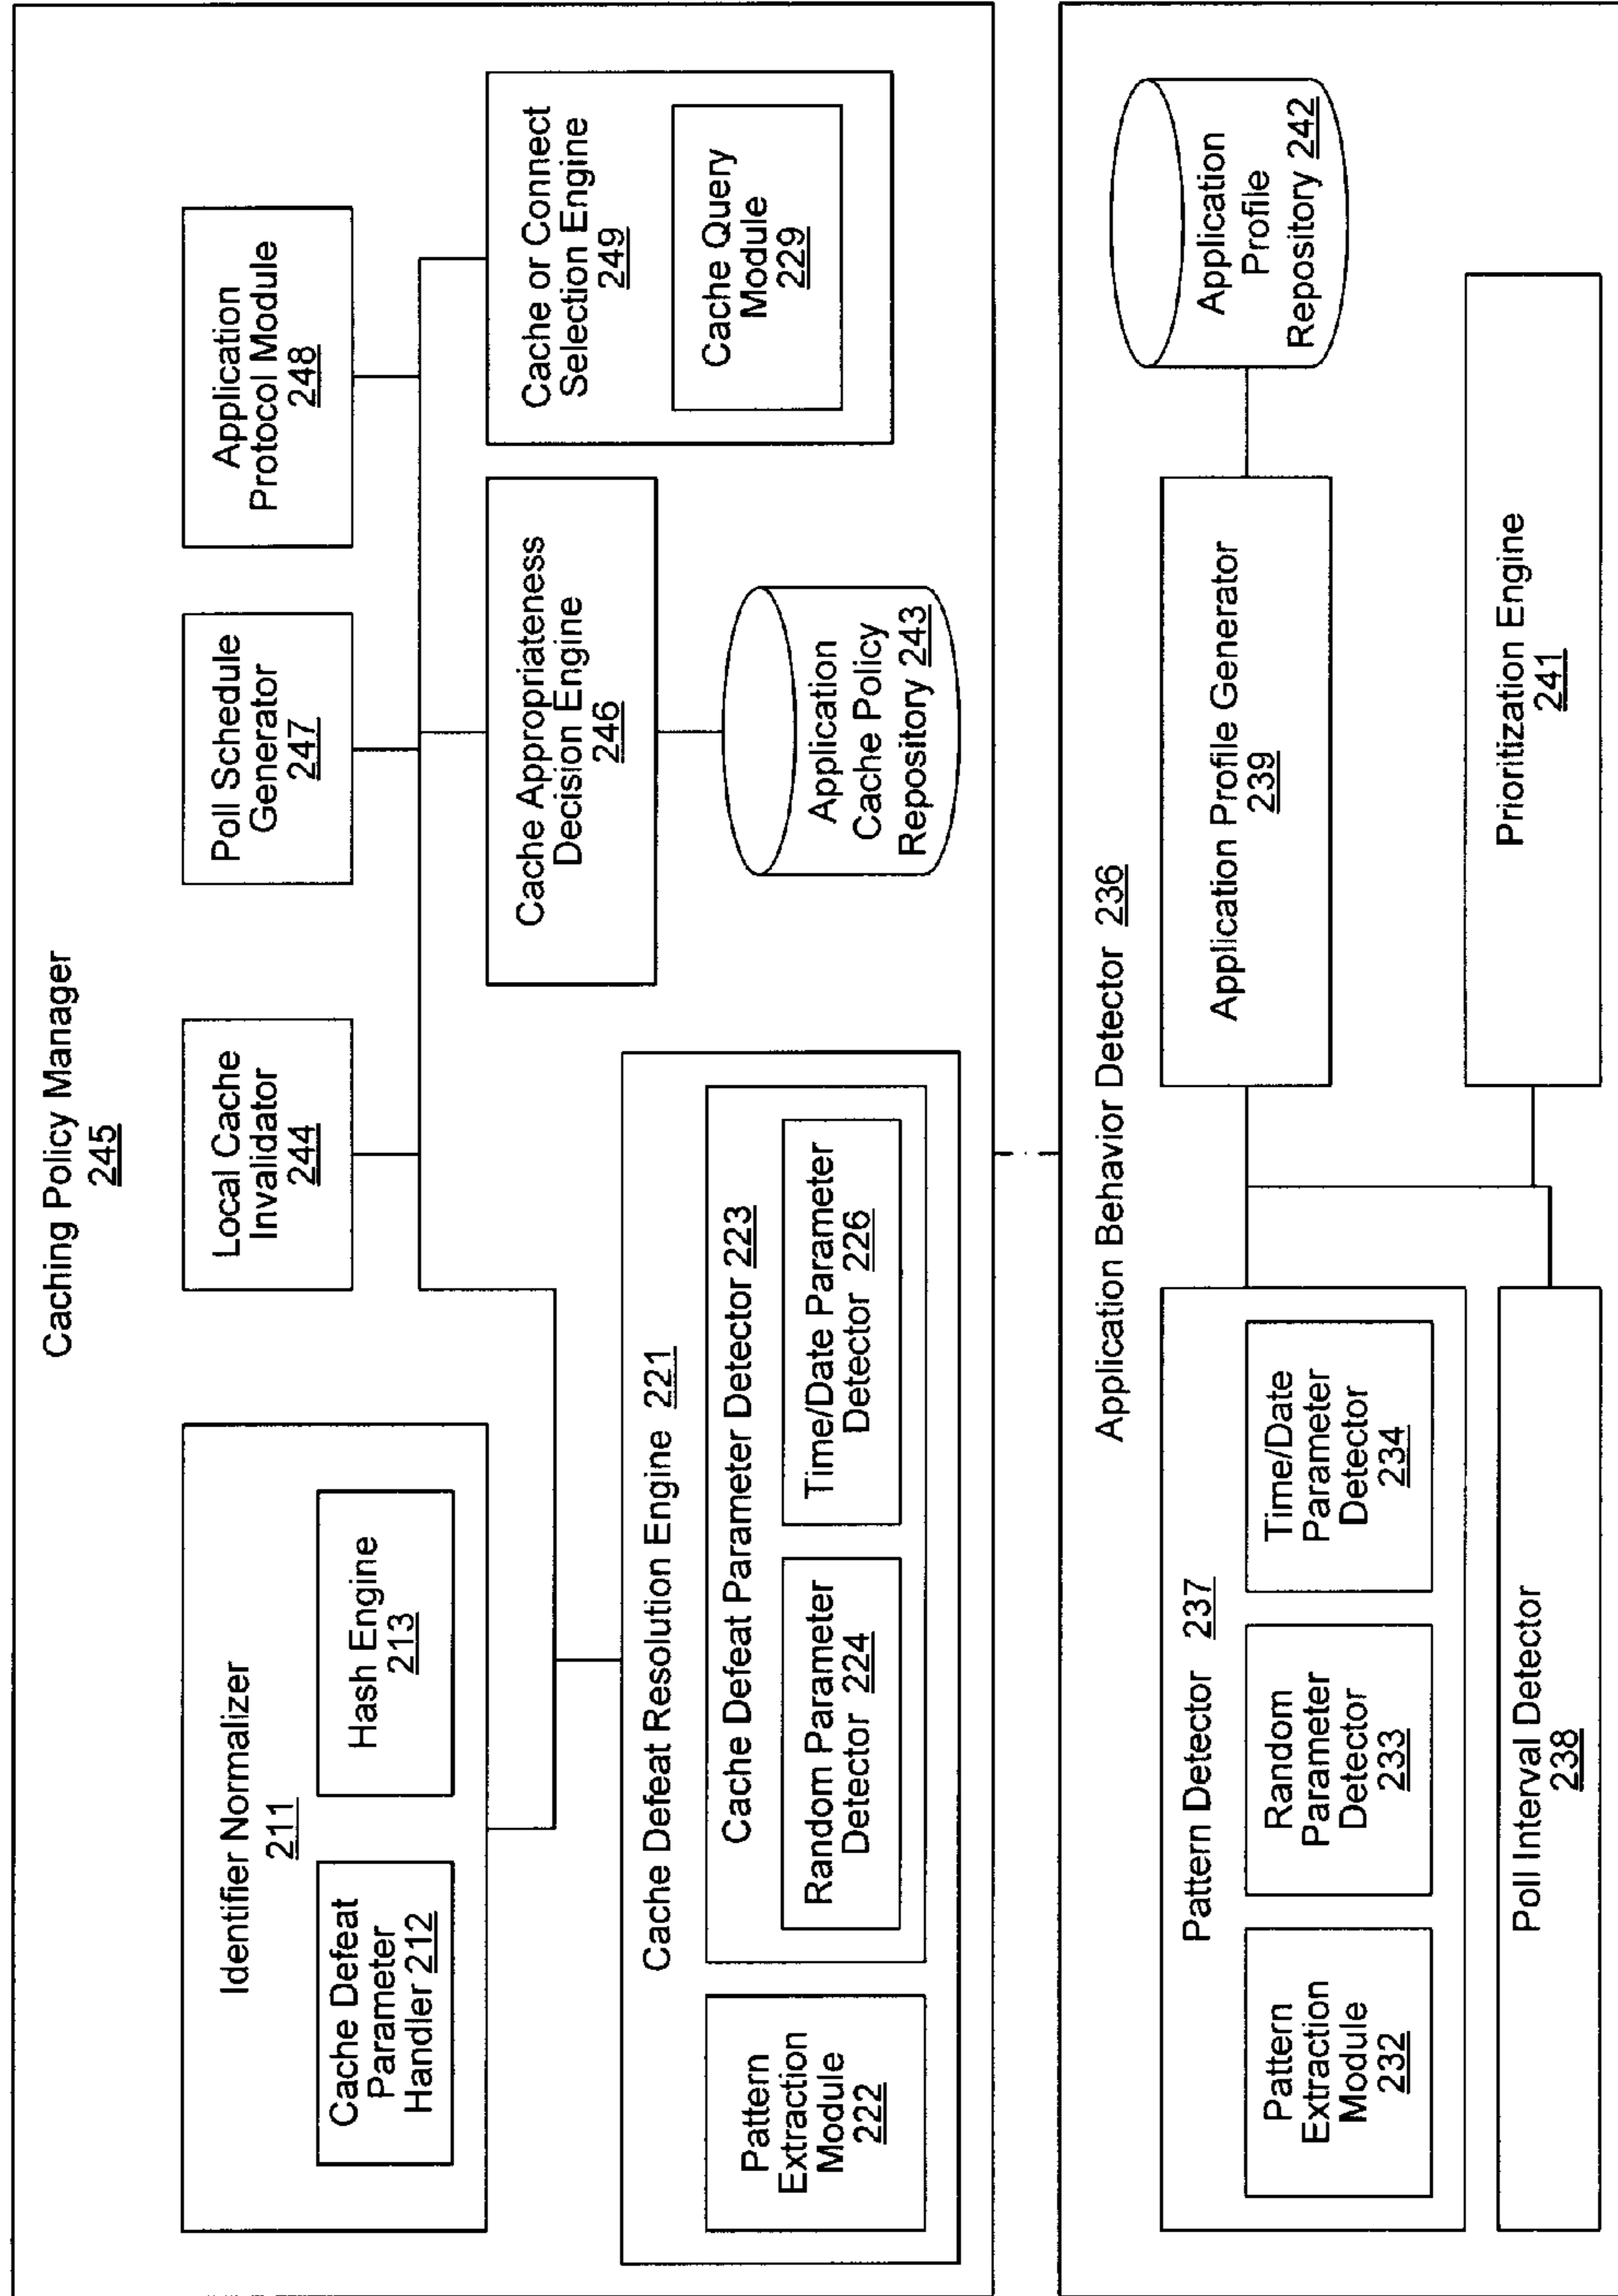 Caching Policy Manager
245
Identifier Normalizer
211
Cache Defeat
Parameter
Handler 212
Hash Engine
213
Local Cache
Invalidator
244
Poll Schedule
Generator
247
Application
Protocol Module
248
Cache Defeat Resolution Engine 221
Pattern
Extraction
Module
222
Cache Defeat Parameter Detector 223
Random Parameter
Detector 224
Time/Date Parameter
Detector 226
Cache Appropriateness
Decision Engine
246
Application
Cache Policy
Repository 243
Cache or Connect
Selection Engine
249
Cache Query
Module
229
Application Behavior Detector 236
Pattern Detector 237
Pattern
Extraction
Module
232
Random
Parameter
Detector
233
Time/Date
Parameter
Detector
234
Poll Interval Detector
238
Application Profile Generator
239
Application
Profile
Repository 242
Prioritization Engine
241